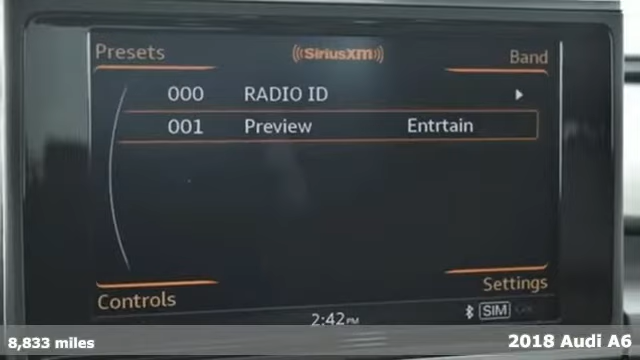 Presets SiriusXM Band
000 RADIO ID
001 Preview Entrtain
Controls Settings
2:42PM SIM
8,833 miles 2018 Audi A6